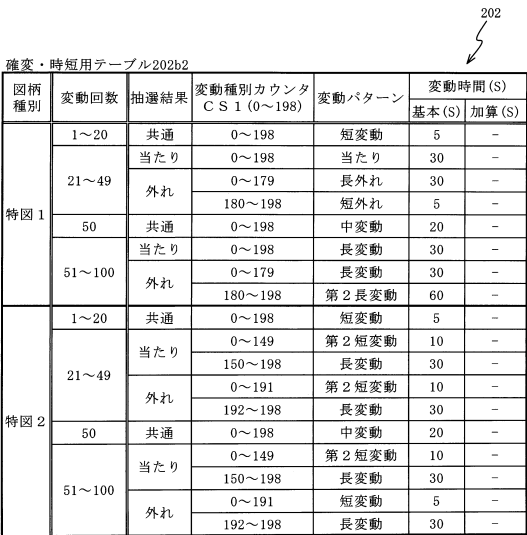 202
確変・時短用テーブル202b2
図柄種別 変動回数 抽選結果 変動種別カウンタCS1(0～198) 変動パターン 変動時間(S)
基本(S) 加算(S)
特図1 1～20 共通 0～198 短変動 5 −
21～49 当たり 0～198 当たり 30 −
外れ 0～179 長外れ 30 −
180～198 短外れ 5 −
50 共通 0～198 中変動 20 −
51～100 当たり 0～198 長変動 30 −
外れ 0～179 長変動 30 −
180～198 第2長変動 60 −
特図2 1～20 共通 0～198 短変動 5 −
21～49 当たり 0～149 第2短変動 10 −
150～198 長変動 30 −
外れ 0～191 第2短変動 10 −
192～198 長変動 30 −
50 共通 0～198 中変動 20 −
51～100 当たり 0～149 第2短変動 10 −
150～198 長変動 30 −
外れ 0～191 短変動 5 −
192～198 長変動 30 −